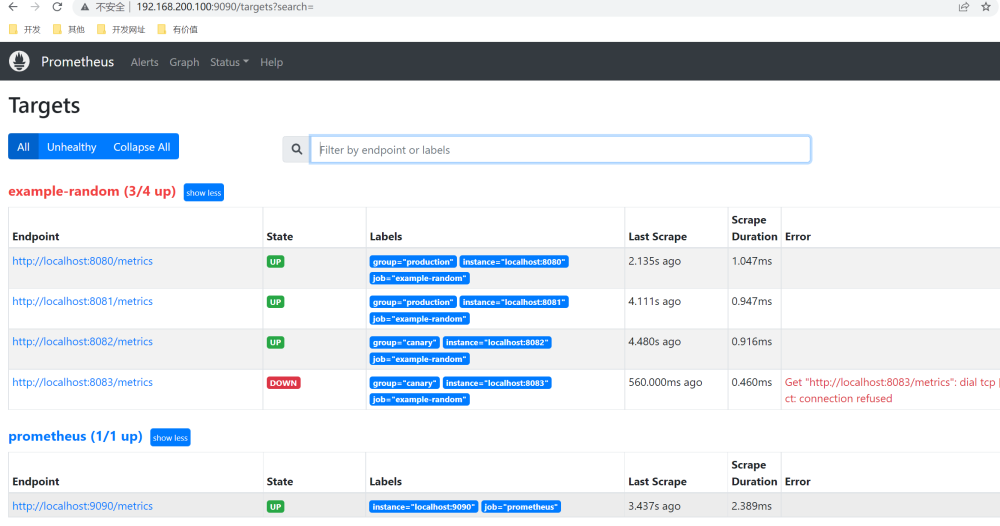 不安全 | 192.168.200.100:9090/targets?search=
开发 其他 开发网址 有价值
Prometheus Alerts Graph Status Help
Targets
All Unhealthy Collapse All Filter by endpoint or labels
example-random (3/4 up) show less
Endpoint State Labels Last Scrape Scrape Duration Error
http://localhost:8080/metrics UP group="production" instance="localhost:8080" 2.135s ago 1.047ms
job="example-random"
http://localhost:8081/metrics UP group="production" instance="localhost:8081" 4.111s ago 0.947ms
job="example-random"
http://localhost:8082/metrics UP group="canary" instance="localhost:8082" 4.480s ago 0.916ms
job="example-random"
http://localhost:8083/metrics DOWN group="canary" instance="localhost:8083" 560.000ms ago 0.460ms Get "http://localhost:8083/metrics": dial tcp [
job="example-random" ct: connection refused
prometheus (1/1 up) show less
Endpoint State Labels Last Scrape Scrape Duration Error
http://localhost:9090/metrics UP instance="localhost:9090" job="prometheus" 3.437s ago 2.389ms